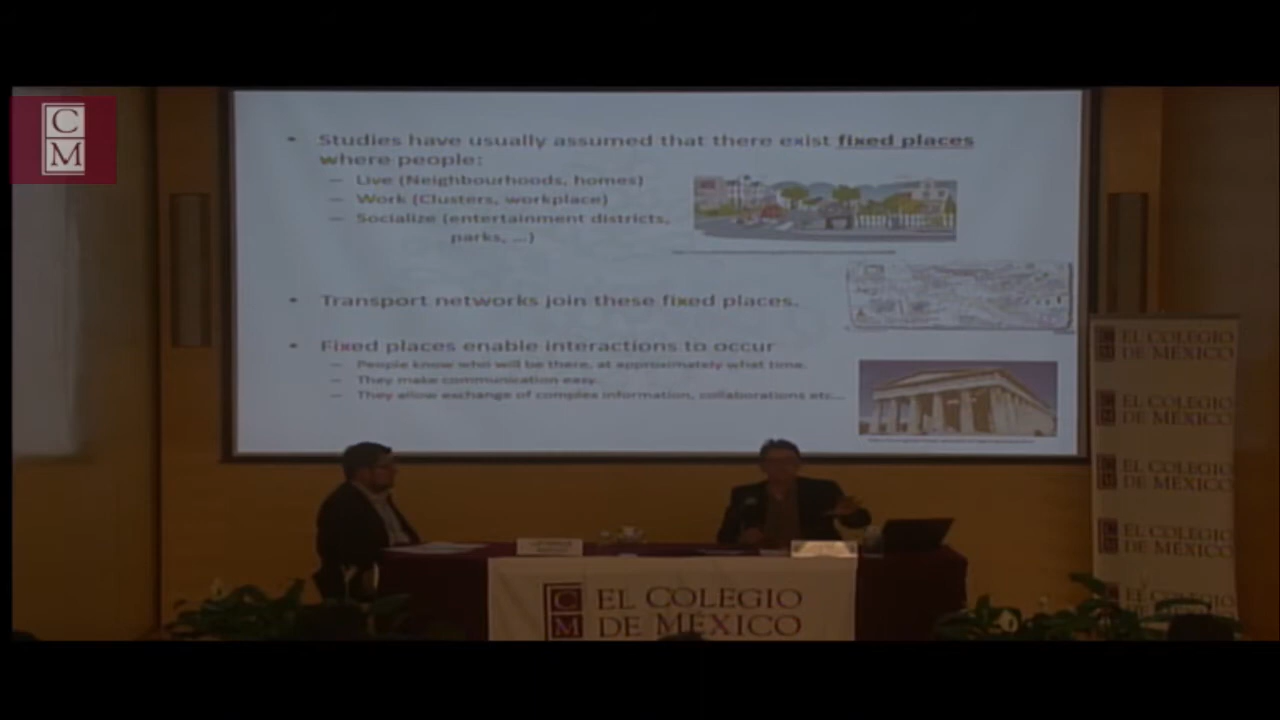 C
M
• Studies have usually assumed that there exist fixed places
where people:
– Live (Neighbourhoods, homes)
– Work (Clusters, workplace)
– Socialize (entertainment districts,
parks, ...)
• Transport networks join these fixed places.
• Fixed places enable interactions to occur
– People know who will be there, at approximately what time.
– They make communication easy.
– They allow exchange of complex information, collaborations etc...
C
M
EL COLEGIO
DE MÉXICO
C
M
EL COLEGIO
DE MÉXICO
C
M
EL COLEGIO
DE MÉXICO
C
M
EL COLEGIO
DE MÉXICO
C
M
EL COLEGIO
DE MÉXICO
EL COLEGIO